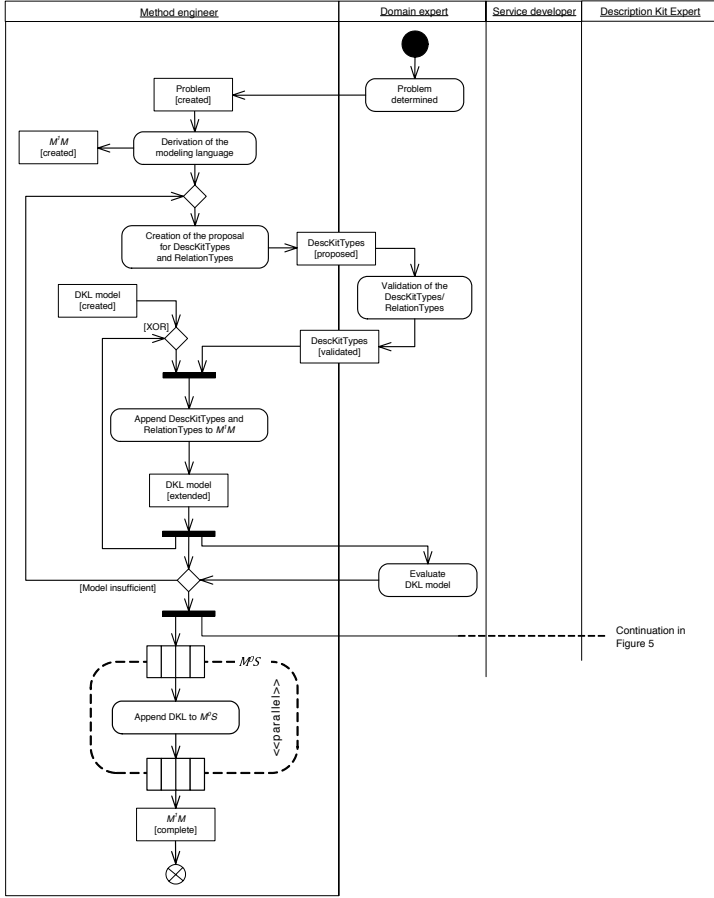 Method engineer
Domain expert
Service developer
Description Kit Expert
Problem
[created]
Problem
determined
M¹M
[created]
Derivation of the
modeling language
Creation of the proposal
for DescKitTypes
and RelationTypes
DescKitTypes
[proposed]
DKL model
[created]
Validation of the
DescKitTypes/
RelationTypes
[XOR]
DescKitTypes
[validated]
Append DescKitTypes and
RelationTypes to M¹M
DKL model
[extended]
Evaluate
DKL model
[Model insufficient]
Continuation in
Figure 5
M⁰S
<<parallel>>
Append DKL to M⁰S
M¹M
[complete]